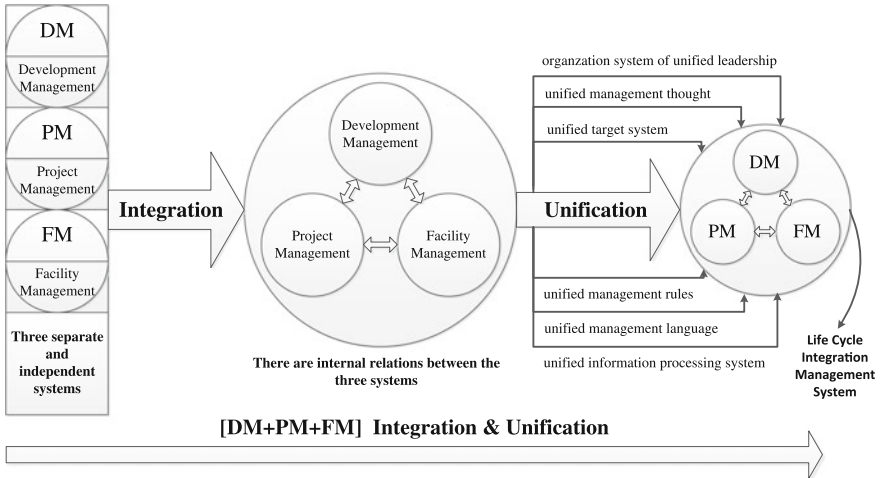 DM
Development
Management
PM
Project
Management
FM
Facility
Management
Three separate
and
independent
systems
Integration
Development
Management
Project
Management
Facility
Management
There are internal relations between the
three systems
Unification
organzation system of unified leadership
unified management thought
unified target system
unified management rules
unified management language
unified information processing system
DM
PM
FM
Life Cycle
Integration
Management
System
[DM+PM+FM] Integration & Unification